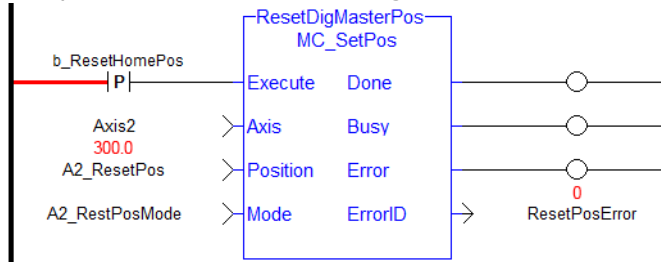 ResetDigMasterPos
MC_SetPos
b_ResetHomePos
P
Execute Done
Axis2
Axis Busy
300.0
A2_ResetPos
Position Error
0
A2_RestPosMode
Mode ErrorID
ResetPosError